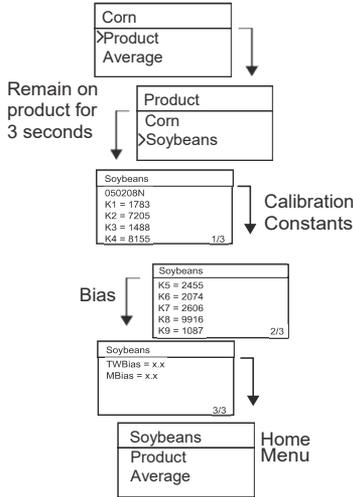 Corn
>Product
Average
Remain on
product for
3 seconds
Product
Corn
>Soybeans
Soybeans
050208N
K1 = 1783
K2 = 7205
K3 = 1488
K4 = 8155 1/3
Calibration
Constants
Bias
Soybeans
K5 = 2455
K6 = 2074
K7 = 2606
K8 = 9916
K9 = 1087 2/3
Soybeans
TWBias = x.x
MBias = x.x
3/3
Soybeans
Product
Average
Home
Menu